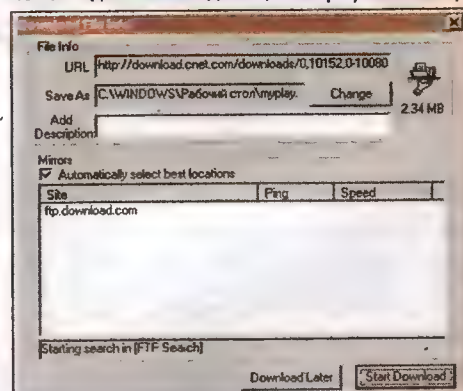 File Info
URL http://download.cnet.com/downloads/0,10152,0-10080
Save As C:\WINDOWS\Рабочий стол\myplay. Change
2.34 MB
Add
Description
Mirrors
Automatically select best locations
Site Ping Speed
ftp.download.com
Starting search in [FTP Search]
Download Later Start Download